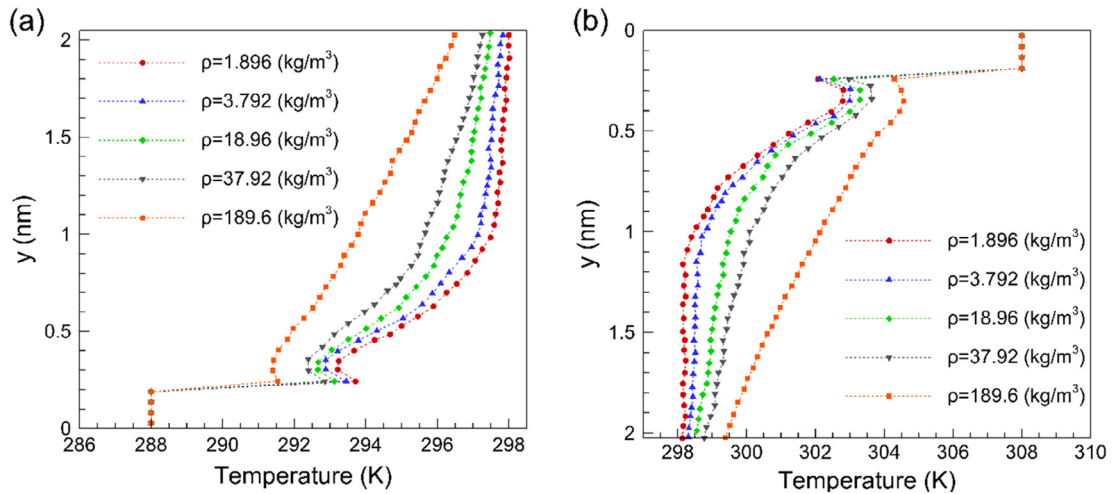 (a)
2
1.5
1
0.5
0
y (nm)
ρ=1.896 (kg/m³)
ρ=3.792 (kg/m³)
ρ=18.96 (kg/m³)
ρ=37.92 (kg/m³)
ρ=189.6 (kg/m³)
286 288 290 292 294 296 298
Temperature (K)
(b)
0
0.5
1
1.5
2
y (nm)
ρ=1.896 (kg/m³)
ρ=3.792 (kg/m³)
ρ=18.96 (kg/m³)
ρ=37.92 (kg/m³)
ρ=189.6 (kg/m³)
298 300 302 304 306 308 310
Temperature (K)